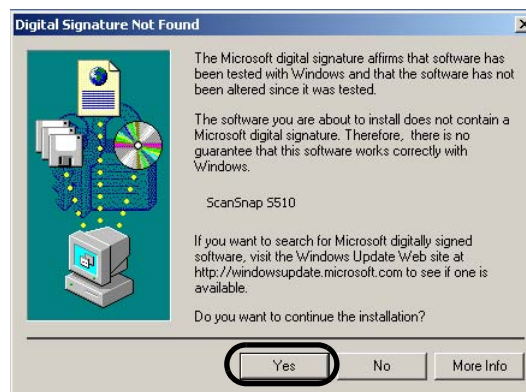 Digital Signature Not Found
The Microsoft digital signature affirms that software has
been tested with Windows and that the software has not
been altered since it was tested.
The software you are about to install does not contain a
Microsoft digital signature. Therefore, there is no
guarantee that this software works correctly with
Windows.
ScanSnap S510
If you want to search for Microsoft digitally signed
software, visit the Windows Update Web site at
http://windowsupdate.microsoft.com to see if one is
available.
Do you want to continue the installation?
Yes No More Info